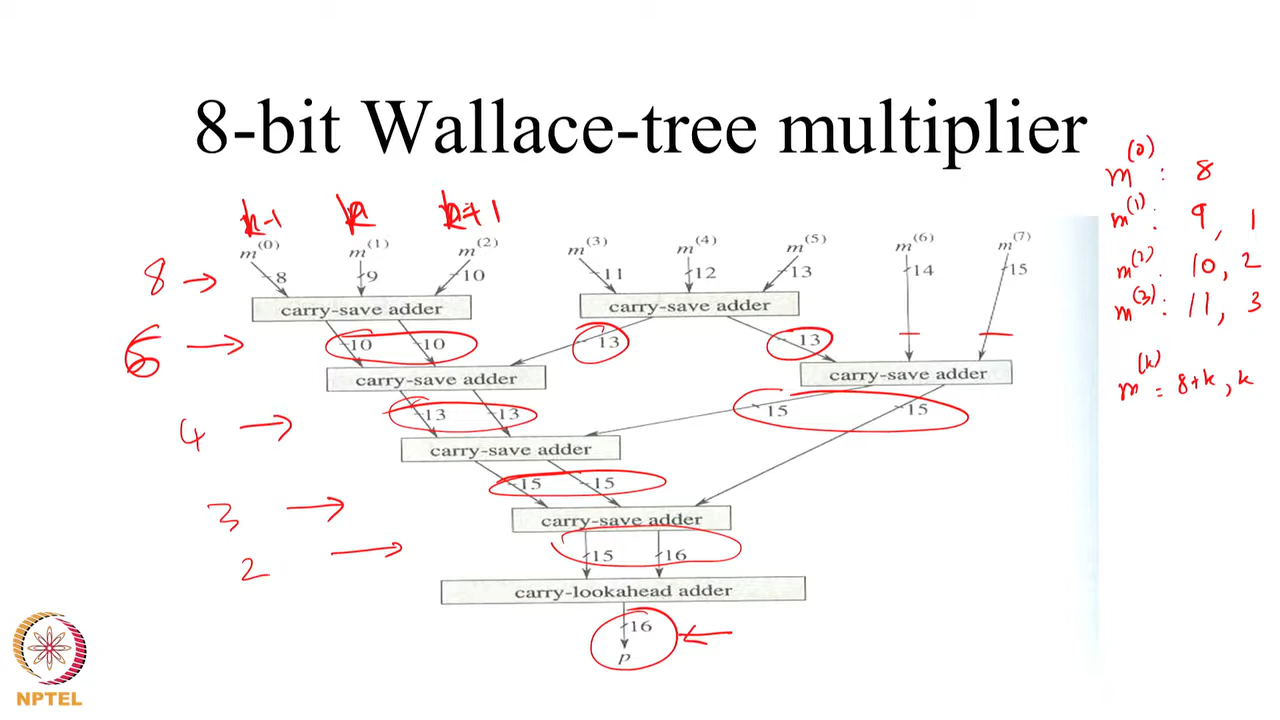 8-bit Wallace-tree multiplier
k-1 k k+1
m^(0) m^(1) m^(2) m^(3) m^(4) m^(5) m^(6) m^(7)
8 → 8 9 10 11 12 13 14 15
carry-save adder carry-save adder
6 → 10 10 13 13
carry-save adder carry-save adder
4 → 13 13 15 15
carry-save adder
3 → 15 15
carry-save adder
2 → 15 16
carry-lookahead adder
16 ←
p
m^(0) : 8
m^(1) : 9, 1
m^(2) : 10, 2
m^(3) : 11, 3
m^(k) = 8+k, k
NPTEL